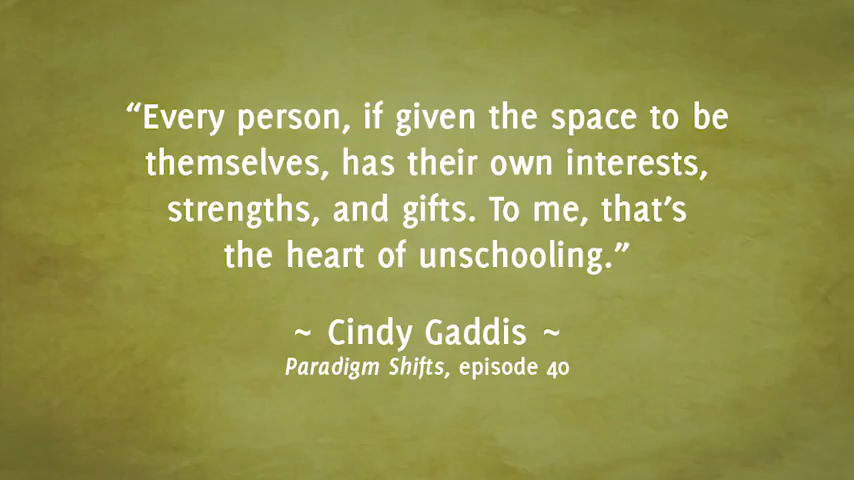 “Every person, if given the space to be
themselves, has their own interests,
strengths, and gifts. To me, that’s
the heart of unschooling.”
~ Cindy Gaddis ~
Paradigm Shifts, episode 40